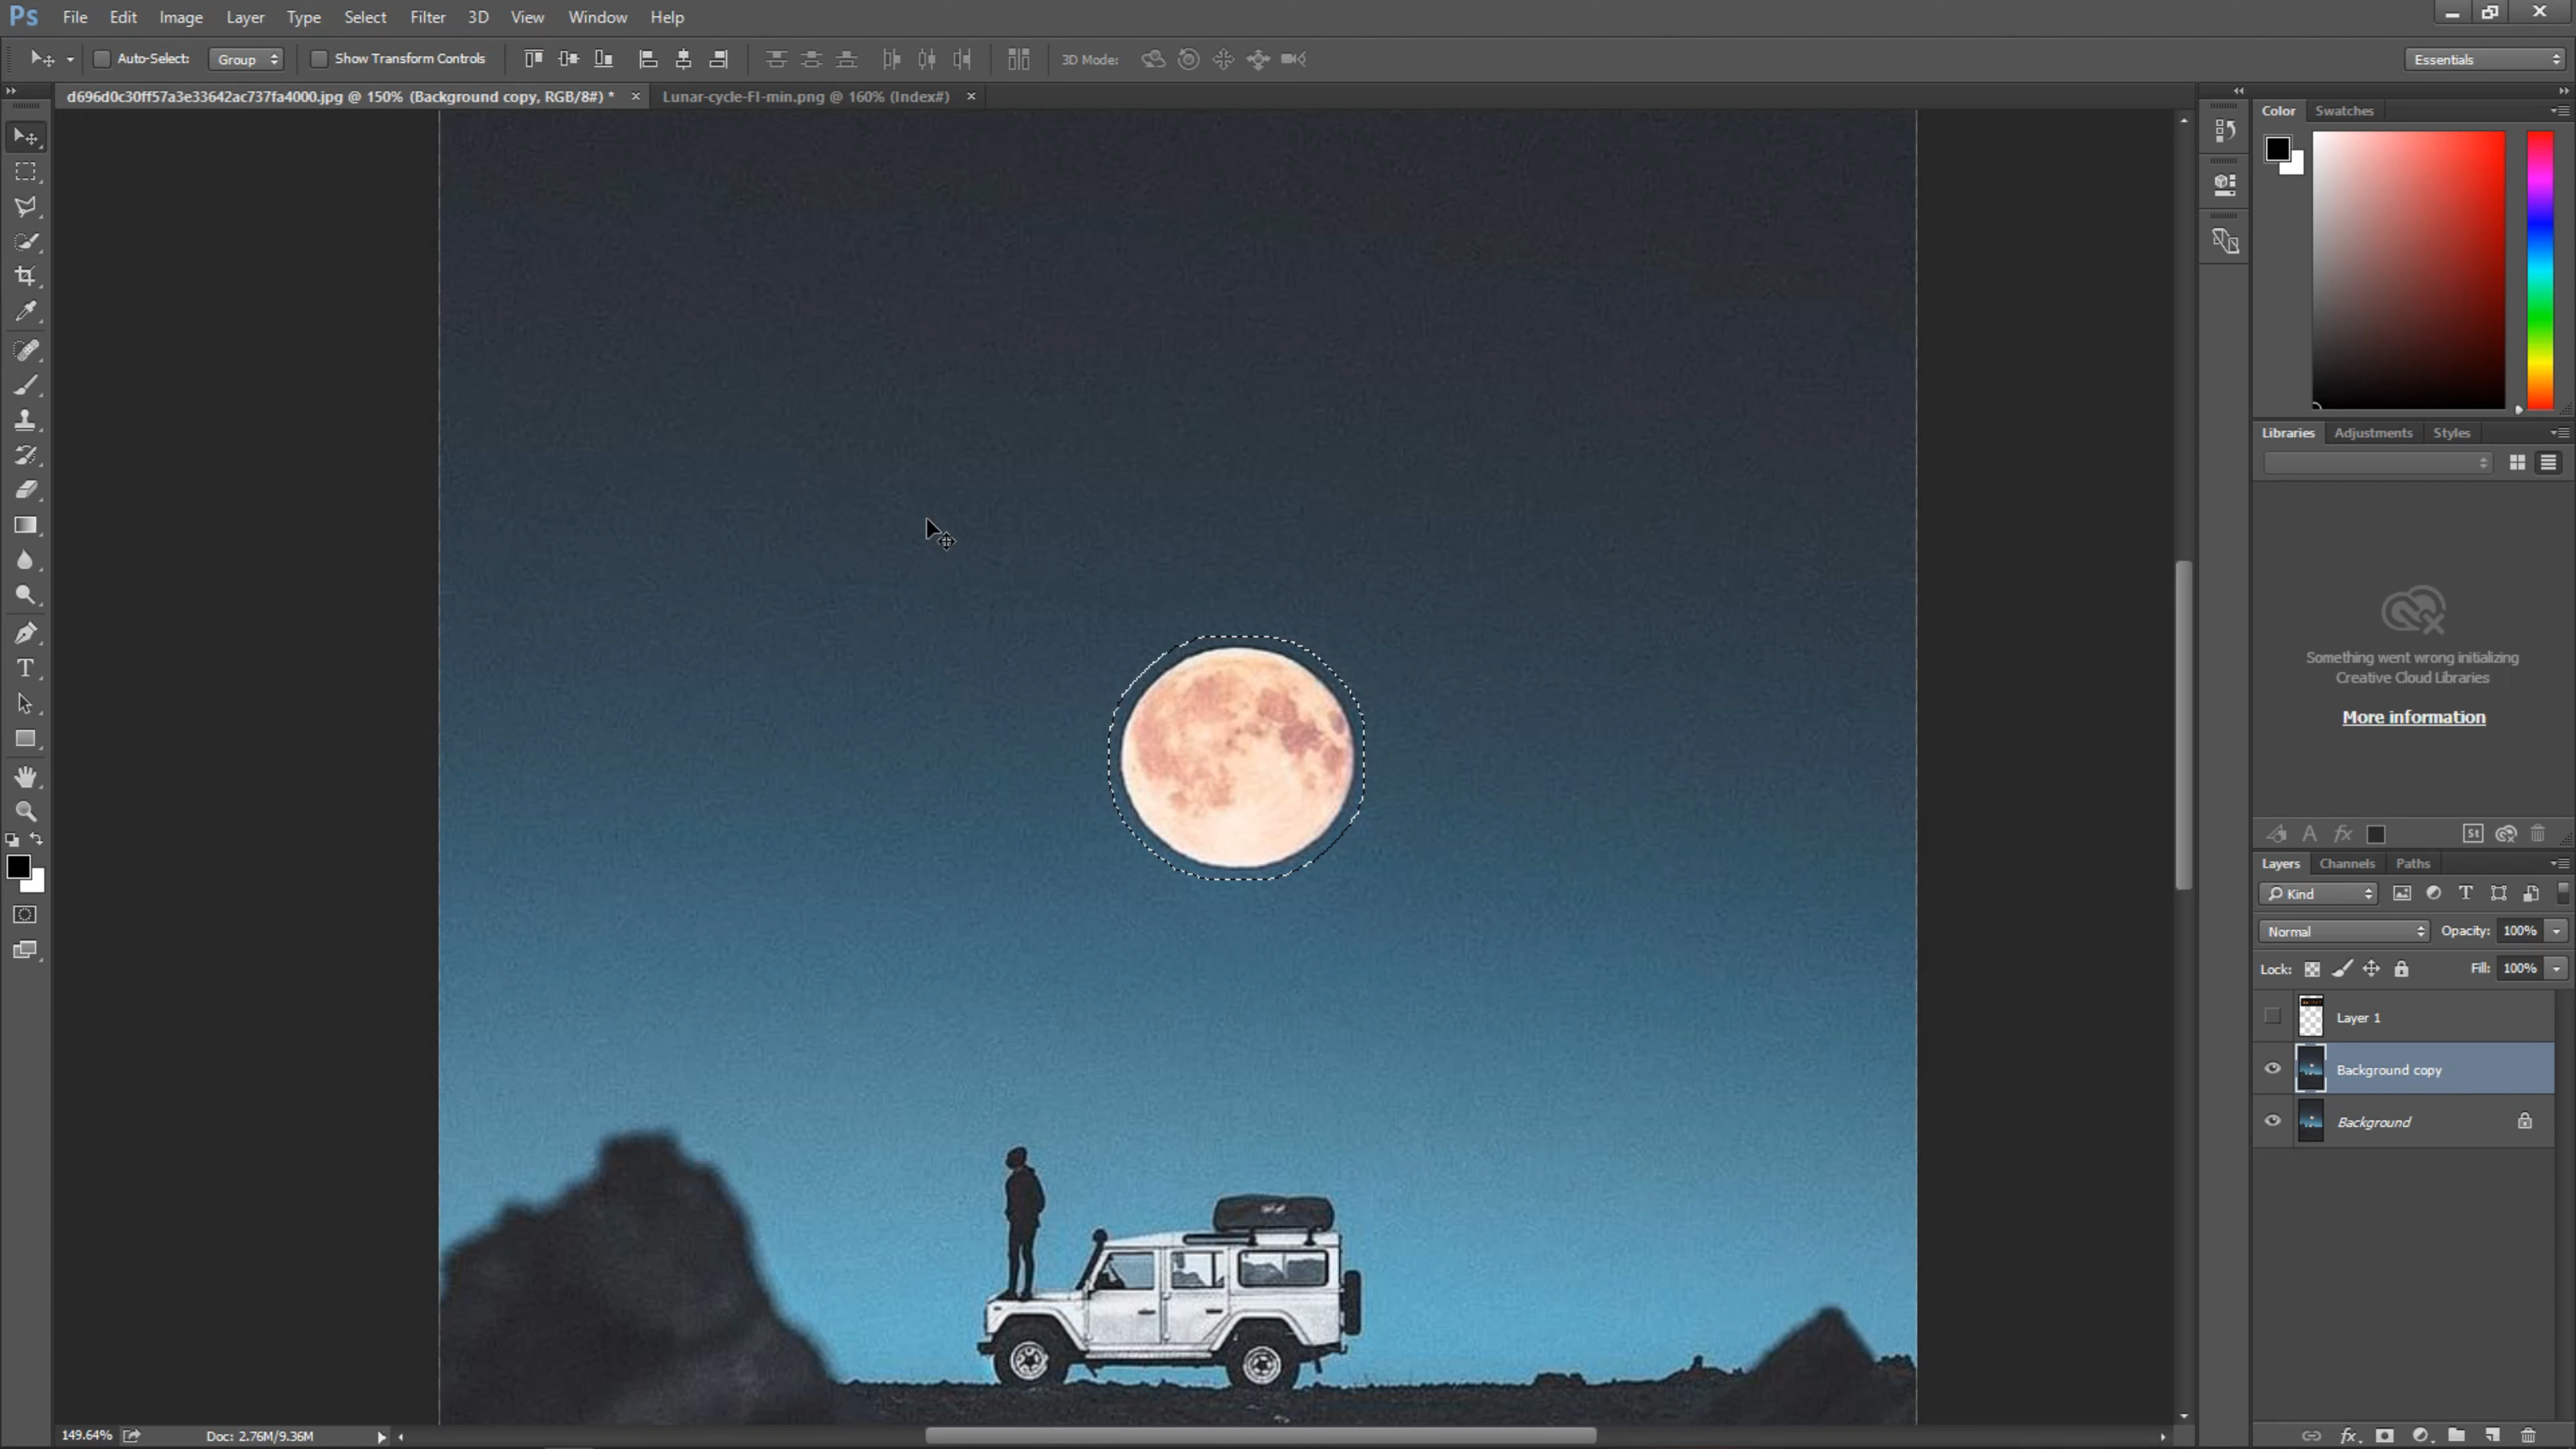 Ps File Edit Image Layer Type Select Filter 3D View Window Help
Auto-Select: Group Show Transform Controls 3D Mode: Essentials
d696d0c30ff57a3e33642ac737fa4000.jpg @ 150% (Background copy, RGB/8#) * Lunar-cycle-FI-min.png @ 160% (Index#)
Color Swatches
Libraries Adjustments Styles
Something went wrong initializing
Creative Cloud Libraries
More information
St
Layers Channels Paths
Kind
Normal Opacity: 100%
Lock: Fill: 100%
Layer 1
Background copy
Background
149.64% Doc: 2.76M/9.36M